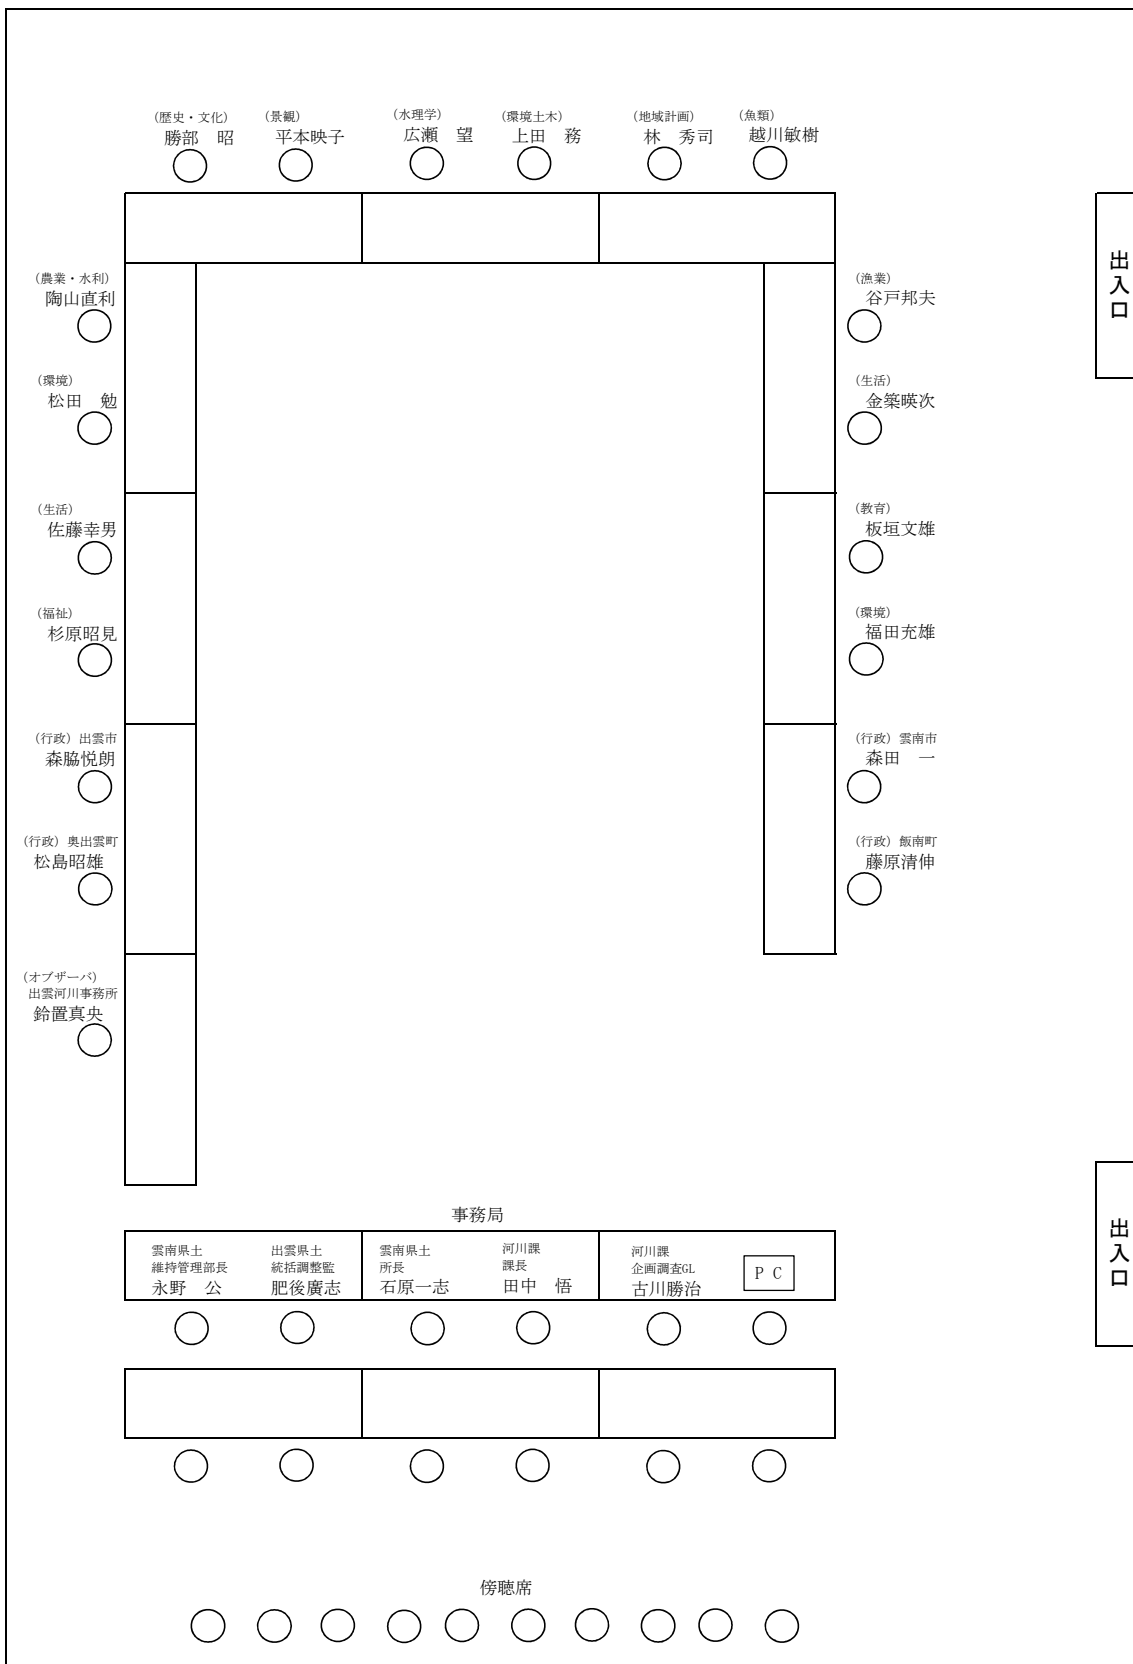 (歴史・文化)
勝部　昭
(景観)
平本映子
(水理学)
広瀬　望
(環境土木)
上田　務
(地域計画)
林　秀司
(魚類)
越川敏樹
(農業・水利)
陶山直利
(環境)
松田　勉
(生活)
佐藤幸男
(福祉)
杉原昭見
(行政) 出雲市
森脇悦朗
(行政) 奥出雲町
松島昭雄
(オブザーバ)
出雲河川事務所
鈴置真央
(漁業)
谷戸邦夫
(生活)
金築暎次
(教育)
板垣文雄
(環境)
福田充雄
(行政) 雲南市
森田　一
(行政) 飯南町
藤原清伸
出入口
出入口
事務局
雲南県土
維持管理部長
永野　公
出雲県土
統括調整監
肥後廣志
雲南県土
所長
石原一志
河川課
課長
田中　悟
河川課
企画調査GL
古川勝治
ＰＣ
傍聴席